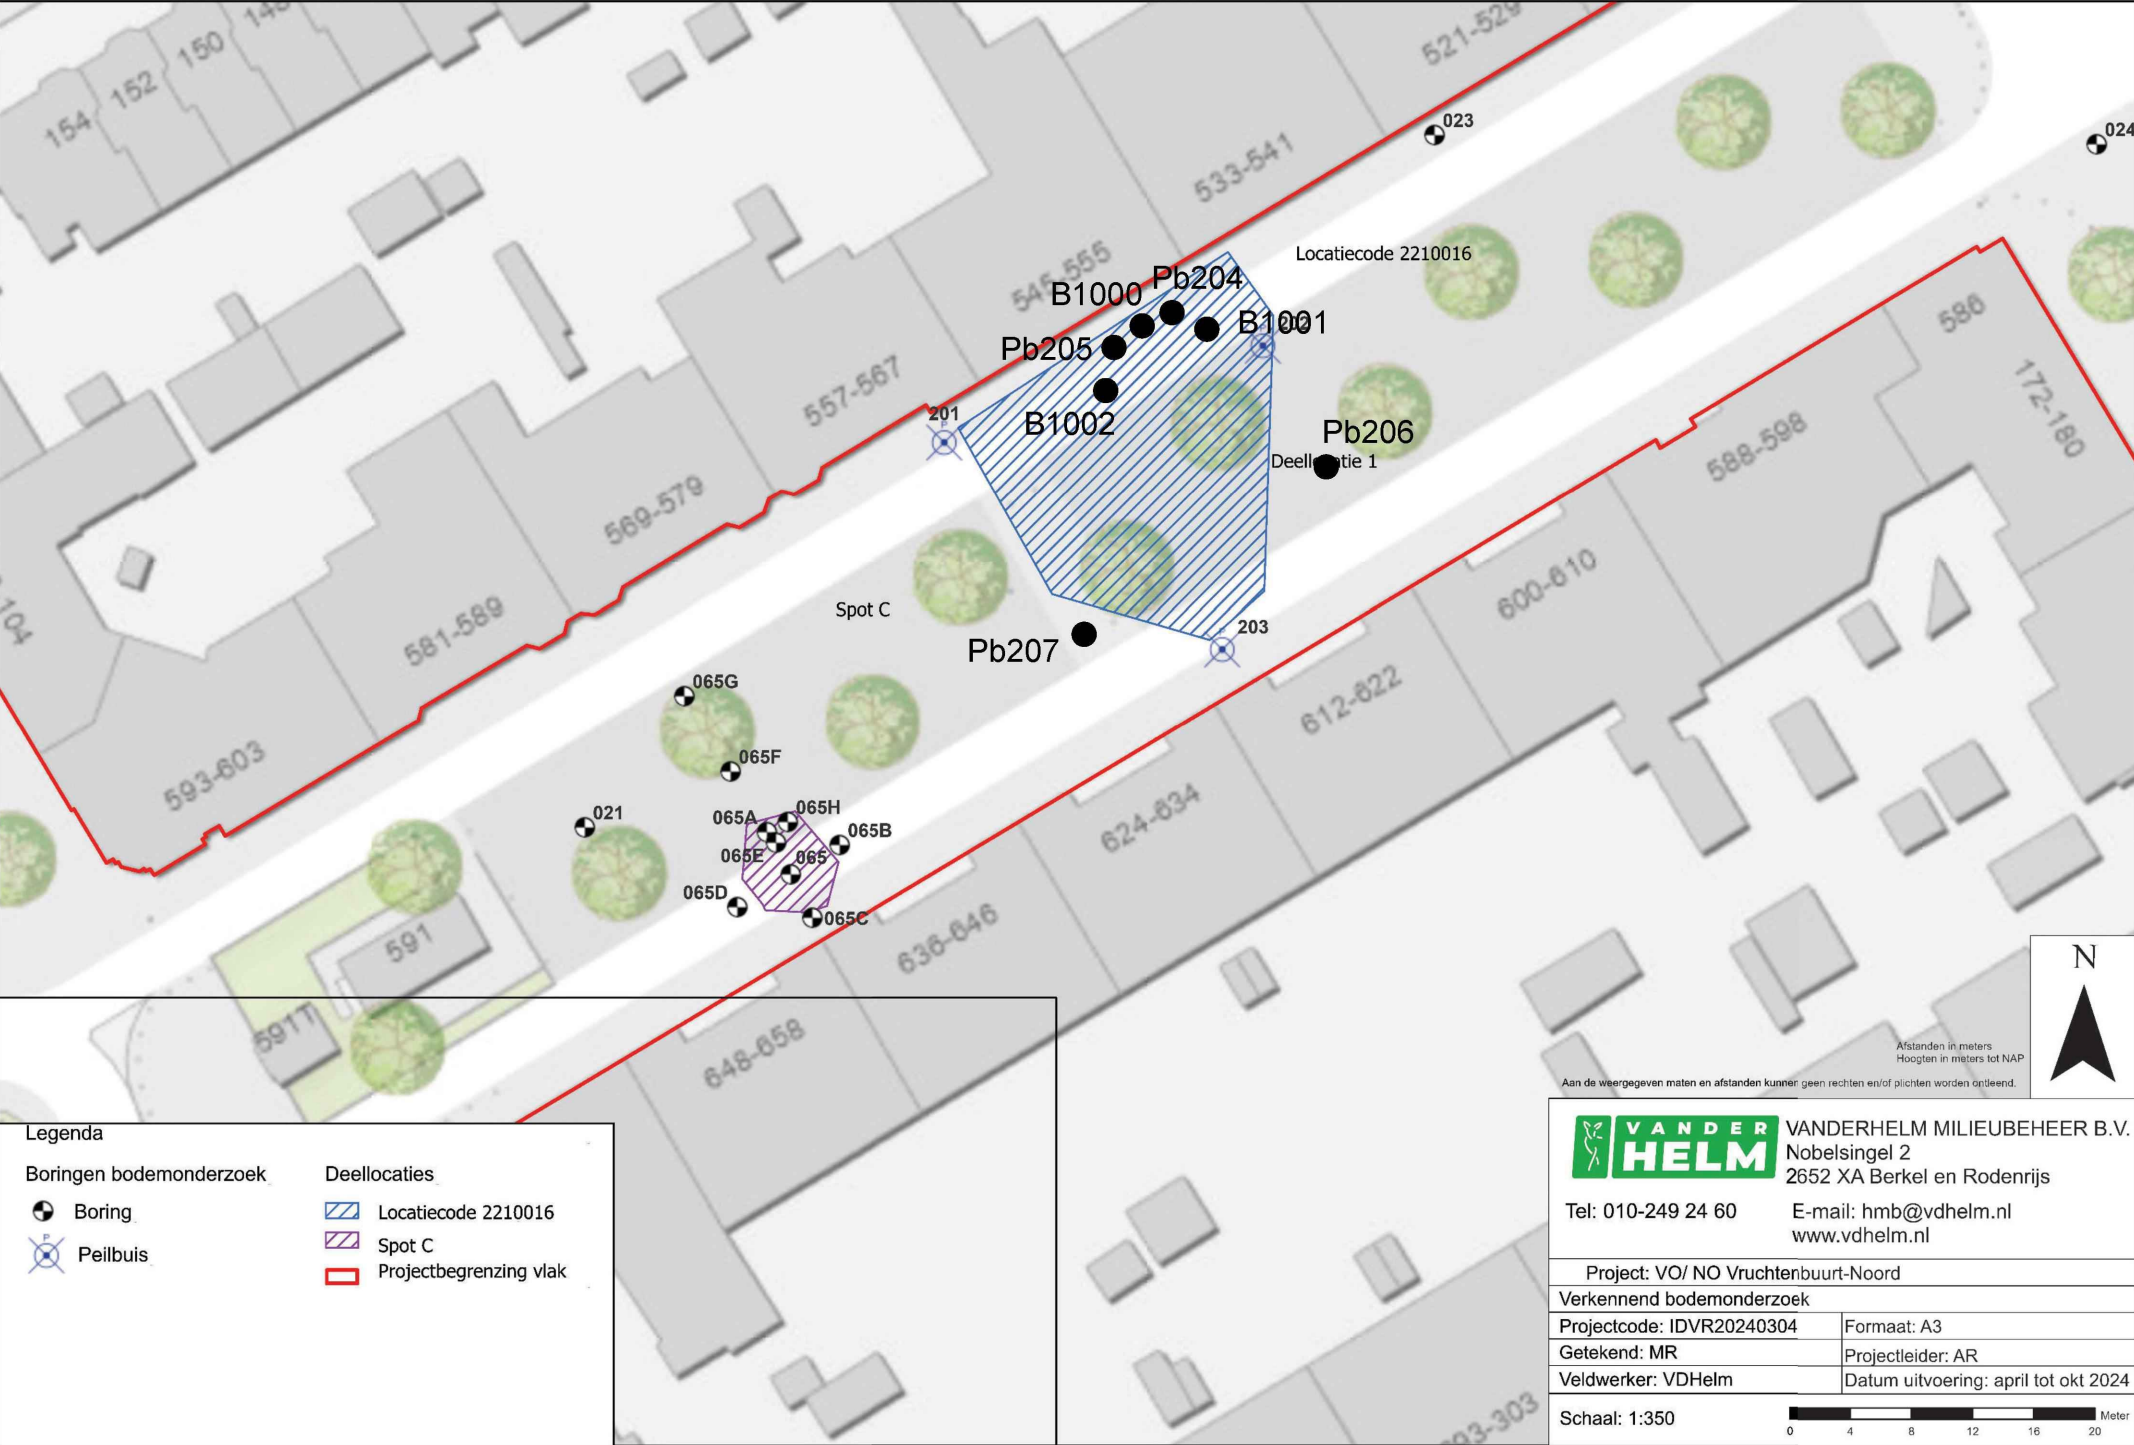 148
150
152
154
521-529
023
024
533-541
Locatiecode 2210016
545-555
Pb204
B1000
B1001
202
Pb205
586
172-180
557-567
201
B1002
Pb206
Deellocatie 1
588-598
569-579
600-610
104
581-589
Spot C
203
Pb207
065G
612-622
593-603
065F
021
065A
065H
065B
065E
065
624-634
065D
065C
591
636-646
591T
648-658
N
Afstanden in meters
Hoogten in meters tot NAP
Aan de weergegeven maten en afstanden kunnen geen rechten en/of plichten worden ontleend.
Legenda
Boringen bodemonderzoek
Boring
P
Peilbuis
Deellocaties
Locatiecode 2210016
Spot C
Projectbegrenzing vlak
VANDER
HELM
VANDERHELM MILIEUBEHEER B.V.
Nobelsingel 2
2652 XA Berkel en Rodenrijs
Tel: 010-249 24 60
E-mail: hmb@vdhelm.nl
www.vdhelm.nl
Project: VO/ NO Vruchtenbuurt-Noord
Verkennend bodemonderzoek
Projectcode: IDVR20240304
Formaat: A3
Getekend: MR
Projectleider: AR
Veldwerker: VDHelm
Datum uitvoering: april tot okt 2024
Schaal: 1:350
Meter
0 4 8 12 16 20